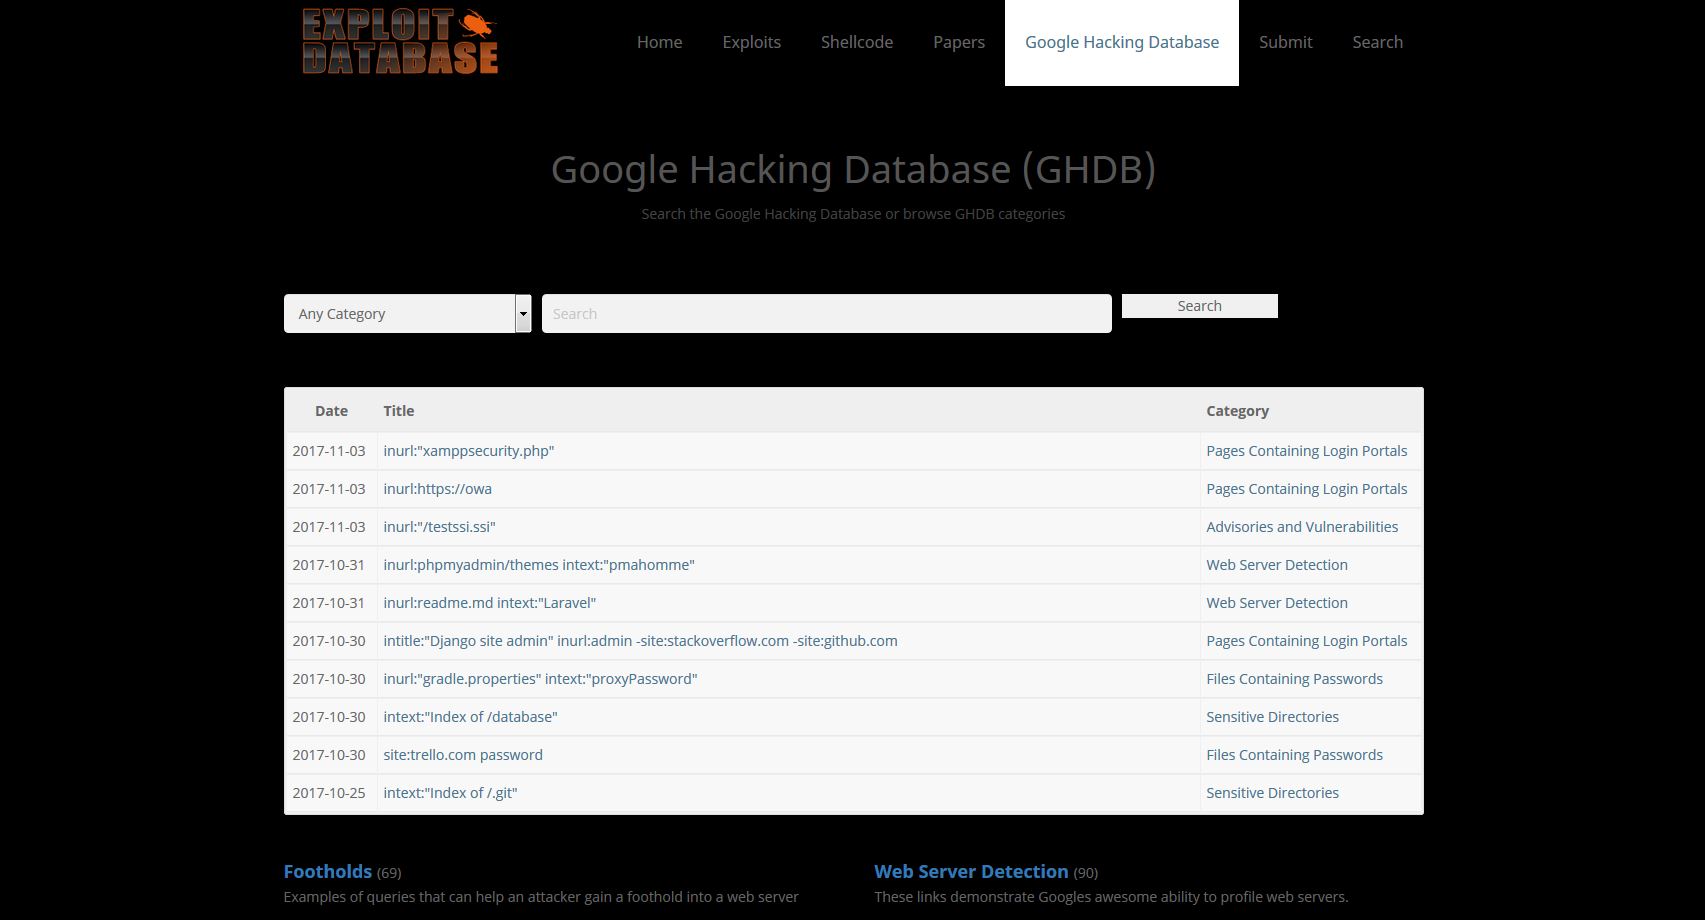 EXPLOIT
DATABASE
Home Exploits Shellcode Papers Google Hacking Database Submit Search
Google Hacking Database (GHDB)
Search the Google Hacking Database or browse GHDB categories
Any Category Search Search
Date Title Category
2017-11-03 inurl:"xamppsecurity.php" Pages Containing Login Portals
2017-11-03 inurl:https://owa Pages Containing Login Portals
2017-11-03 inurl:"/testssi.ssi" Advisories and Vulnerabilities
2017-10-31 inurl:phpmyadmin/themes intext:"pmahomme" Web Server Detection
2017-10-31 inurl:readme.md intext:"Laravel" Web Server Detection
2017-10-30 intitle:"Django site admin" inurl:admin -site:stackoverflow.com -site:github.com Pages Containing Login Portals
2017-10-30 inurl:"gradle.properties" intext:"proxyPassword" Files Containing Passwords
2017-10-30 intext:"Index of /database" Sensitive Directories
2017-10-30 site:trello.com password Files Containing Passwords
2017-10-25 intext:"Index of /.git" Sensitive Directories
Footholds (69) Web Server Detection (90)
Examples of queries that can help an attacker gain a foothold into a web server These links demonstrate Googles awesome ability to profile web servers.